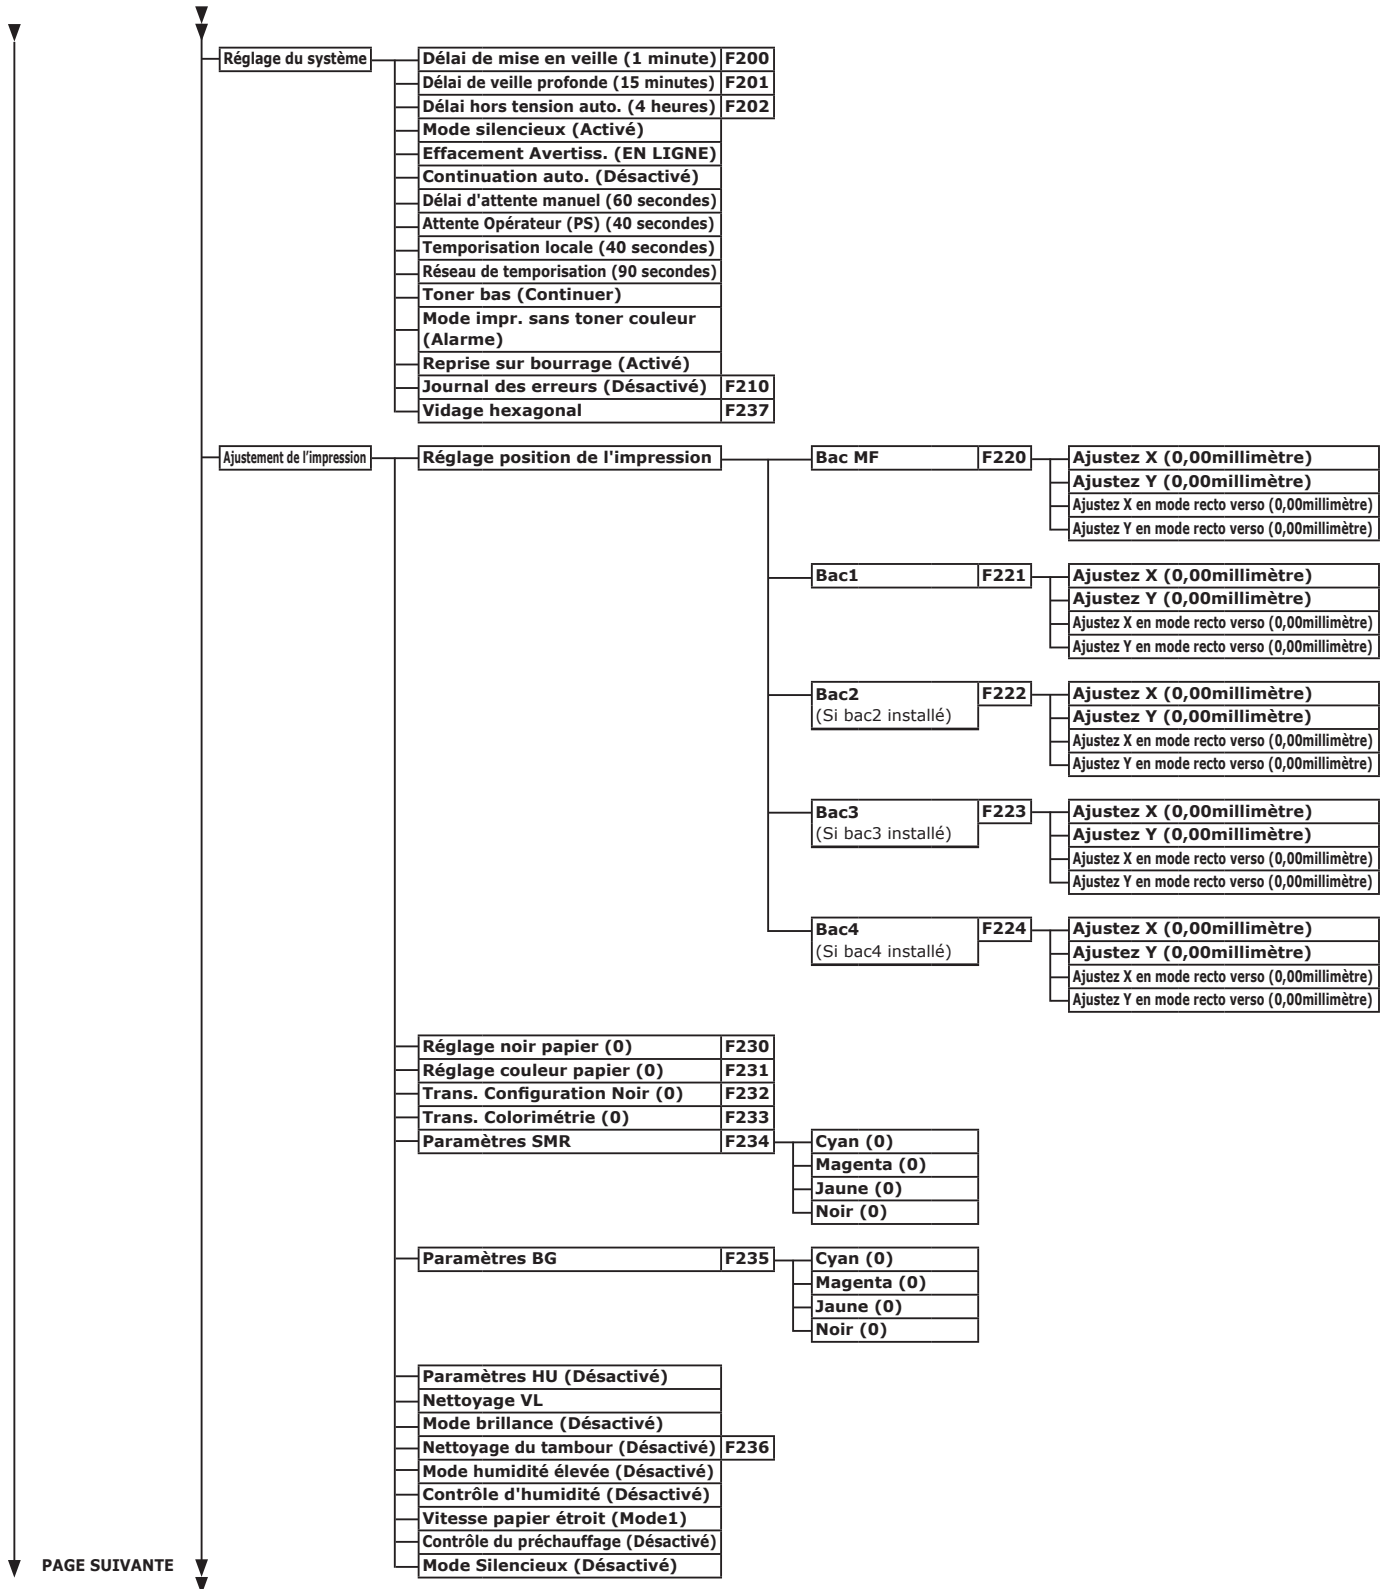 Réglage du système
Délai de mise en veille (1 minute) F200
Délai de veille profonde (15 minutes) F201
Délai hors tension auto. (4 heures) F202
Mode silencieux (Activé)
Effacement Avertiss. (EN LIGNE)
Continuation auto. (Désactivé)
Délai d'attente manuel (60 secondes)
Attente Opérateur (PS) (40 secondes)
Temporisation locale (40 secondes)
Réseau de temporisation (90 secondes)
Toner bas (Continuer)
Mode impr. sans toner couleur
(Alarme)
Reprise sur bourrage (Activé)
Journal des erreurs (Désactivé) F210
Vidage hexagonal F237
Ajustement de l’impression
Réglage position de l'impression
Bac MF F220
Ajustez X (0,00millimètre)
Ajustez Y (0,00millimètre)
Ajustez X en mode recto verso (0,00millimètre)
Ajustez Y en mode recto verso (0,00millimètre)
Bac1 F221
Ajustez X (0,00millimètre)
Ajustez Y (0,00millimètre)
Ajustez X en mode recto verso (0,00millimètre)
Ajustez Y en mode recto verso (0,00millimètre)
Bac2 F222
(Si bac2 installé)
Ajustez X (0,00millimètre)
Ajustez Y (0,00millimètre)
Ajustez X en mode recto verso (0,00millimètre)
Ajustez Y en mode recto verso (0,00millimètre)
Bac3 F223
(Si bac3 installé)
Ajustez X (0,00millimètre)
Ajustez Y (0,00millimètre)
Ajustez X en mode recto verso (0,00millimètre)
Ajustez Y en mode recto verso (0,00millimètre)
Bac4 F224
(Si bac4 installé)
Ajustez X (0,00millimètre)
Ajustez Y (0,00millimètre)
Ajustez X en mode recto verso (0,00millimètre)
Ajustez Y en mode recto verso (0,00millimètre)
Réglage noir papier (0) F230
Réglage couleur papier (0) F231
Trans. Configuration Noir (0) F232
Trans. Colorimétrie (0) F233
Paramètres SMR F234
Cyan (0)
Magenta (0)
Jaune (0)
Noir (0)
Paramètres BG F235
Cyan (0)
Magenta (0)
Jaune (0)
Noir (0)
Paramètres HU (Désactivé)
Nettoyage VL
Mode brillance (Désactivé)
Nettoyage du tambour (Désactivé) F236
Mode humidité élevée (Désactivé)
Contrôle d'humidité (Désactivé)
Vitesse papier étroit (Mode1)
Contrôle du préchauffage (Désactivé)
Mode Silencieux (Désactivé)
PAGE SUIVANTE